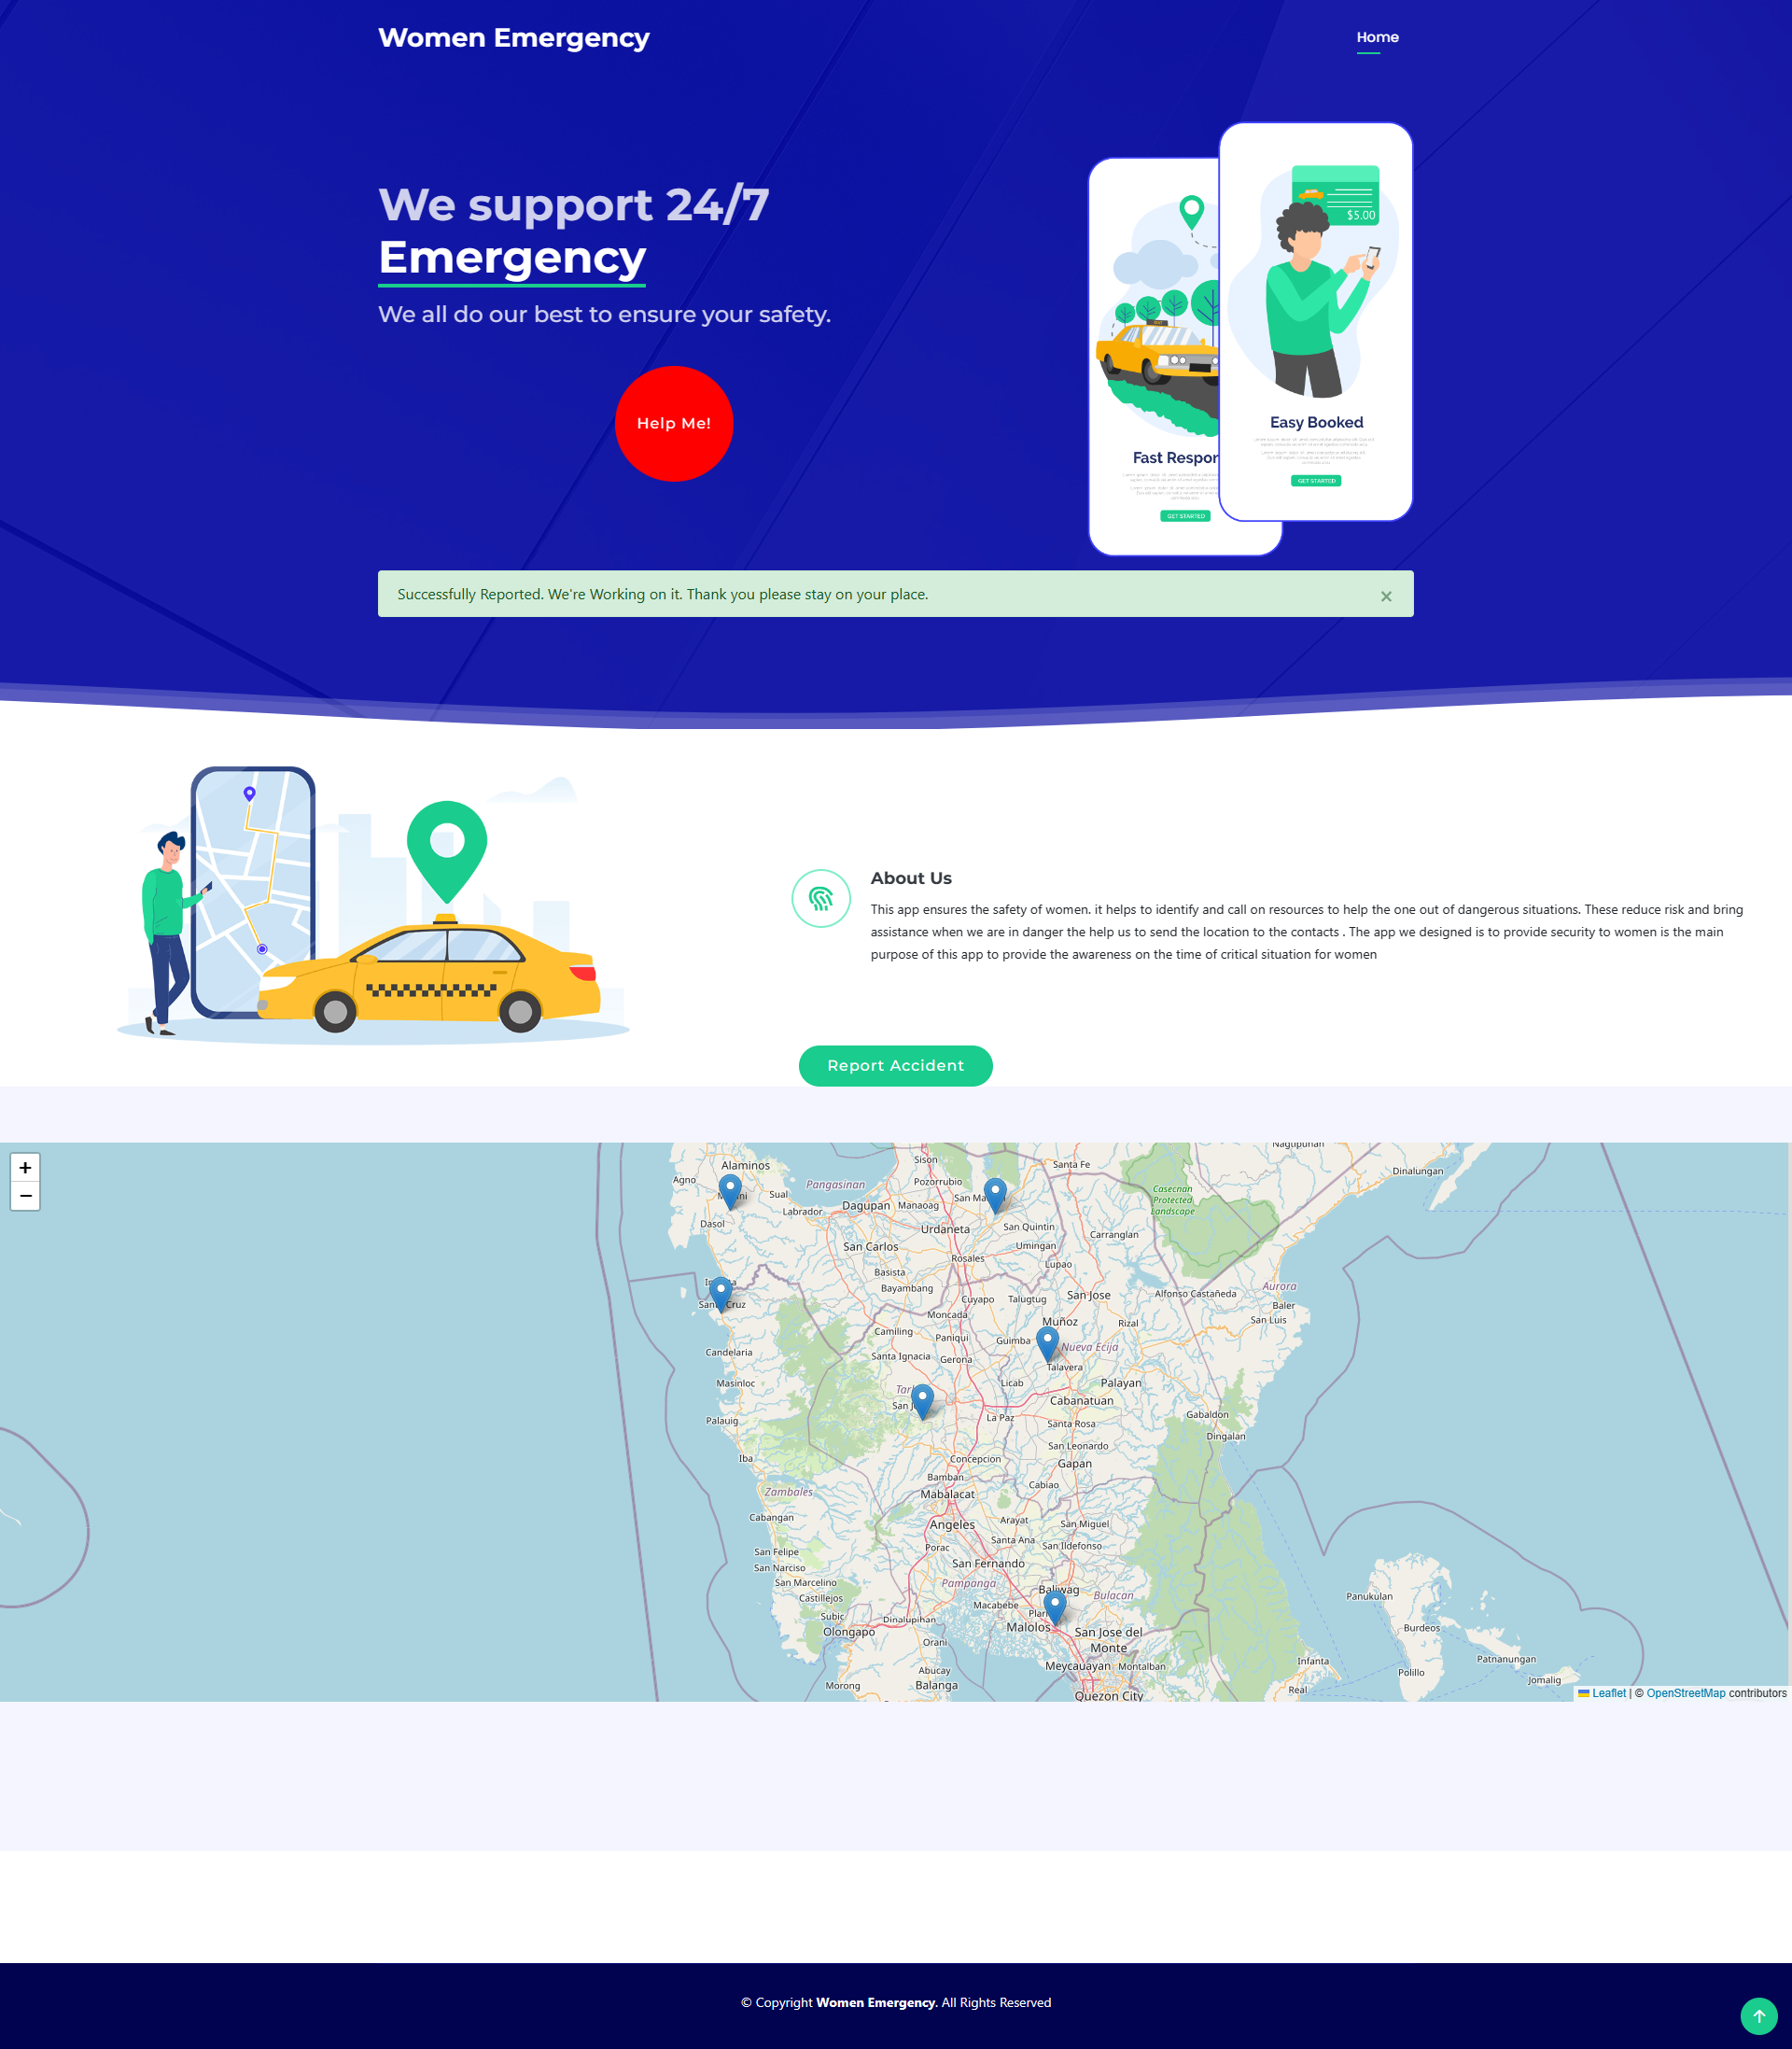 Women Emergency
Home
We support 24/7
Emergency
We all do our best to ensure your safety.
Help Me!
$5.00
Easy Booked
GET STARTED
Fast Respon
GET STARTED
Successfully Reported. We're Working on it. Thank you please stay on your place.
×
About Us
This app ensures the safety of women. it helps to identify and call on resources to help the one out of dangerous situations. These reduce risk and bring
assistance when we are in danger the help us to send the location to the contacts . The app we designed is to provide security to women is the main
purpose of this app to provide the awareness on the time of critical situation for women
Report Accident
+
−
Nagtipunan
Alaminos
Sison
Santa Fe
Dinalungan
Agno
Pangasinan
Pozorrubio
Sual
San Ma
Casecnan
Protected
Landscape
Labrador
Dagupan
Manaoag
Dasol
Urdaneta
San Quintin
Carranglan
San Carlos
Umingan
Rosales
Lupao
Basista
Bayambang
Aurora
Cuyapo
Talugtug
San Jose
Alfonso Castañeda
Baler
Santa Cruz
Moncada
San Luis
Muñoz
Rizal
Camiling
Paniqui
Guimba
Nueva Ecija
Candelaria
Santa Ignacia
Gerona
Talavera
Masinloc
Licab
Palayan
Tarl
San J
Cabanatuan
Palauig
La Paz
Santa Rosa
Gabaldon
Dingalan
San Leonardo
Iba
Concepcion
Gapan
Bamban
Cabiao
Zambales
Mabalacat
Cabangan
Angeles
Arayat
San Miguel
Santa Ana
San Ildefonso
San Felipe
Porac
San Narciso
San Fernando
San Marcelino
Pampanga
Baliwag
Bulacan
Castillejos
Macabebe
Plari
Panukulan
Subic
Dinalupihan
Malolos
Olongapo
San Jose del
Monte
Burdeos
Orani
Patnanungan
Abucay
Meycauayan
Montalban
Infanta
Polillo
Morong
Balanga
Real
Jomalig
Quezon City
Leaflet | © OpenStreetMap contributors
© Copyright Women Emergency. All Rights Reserved